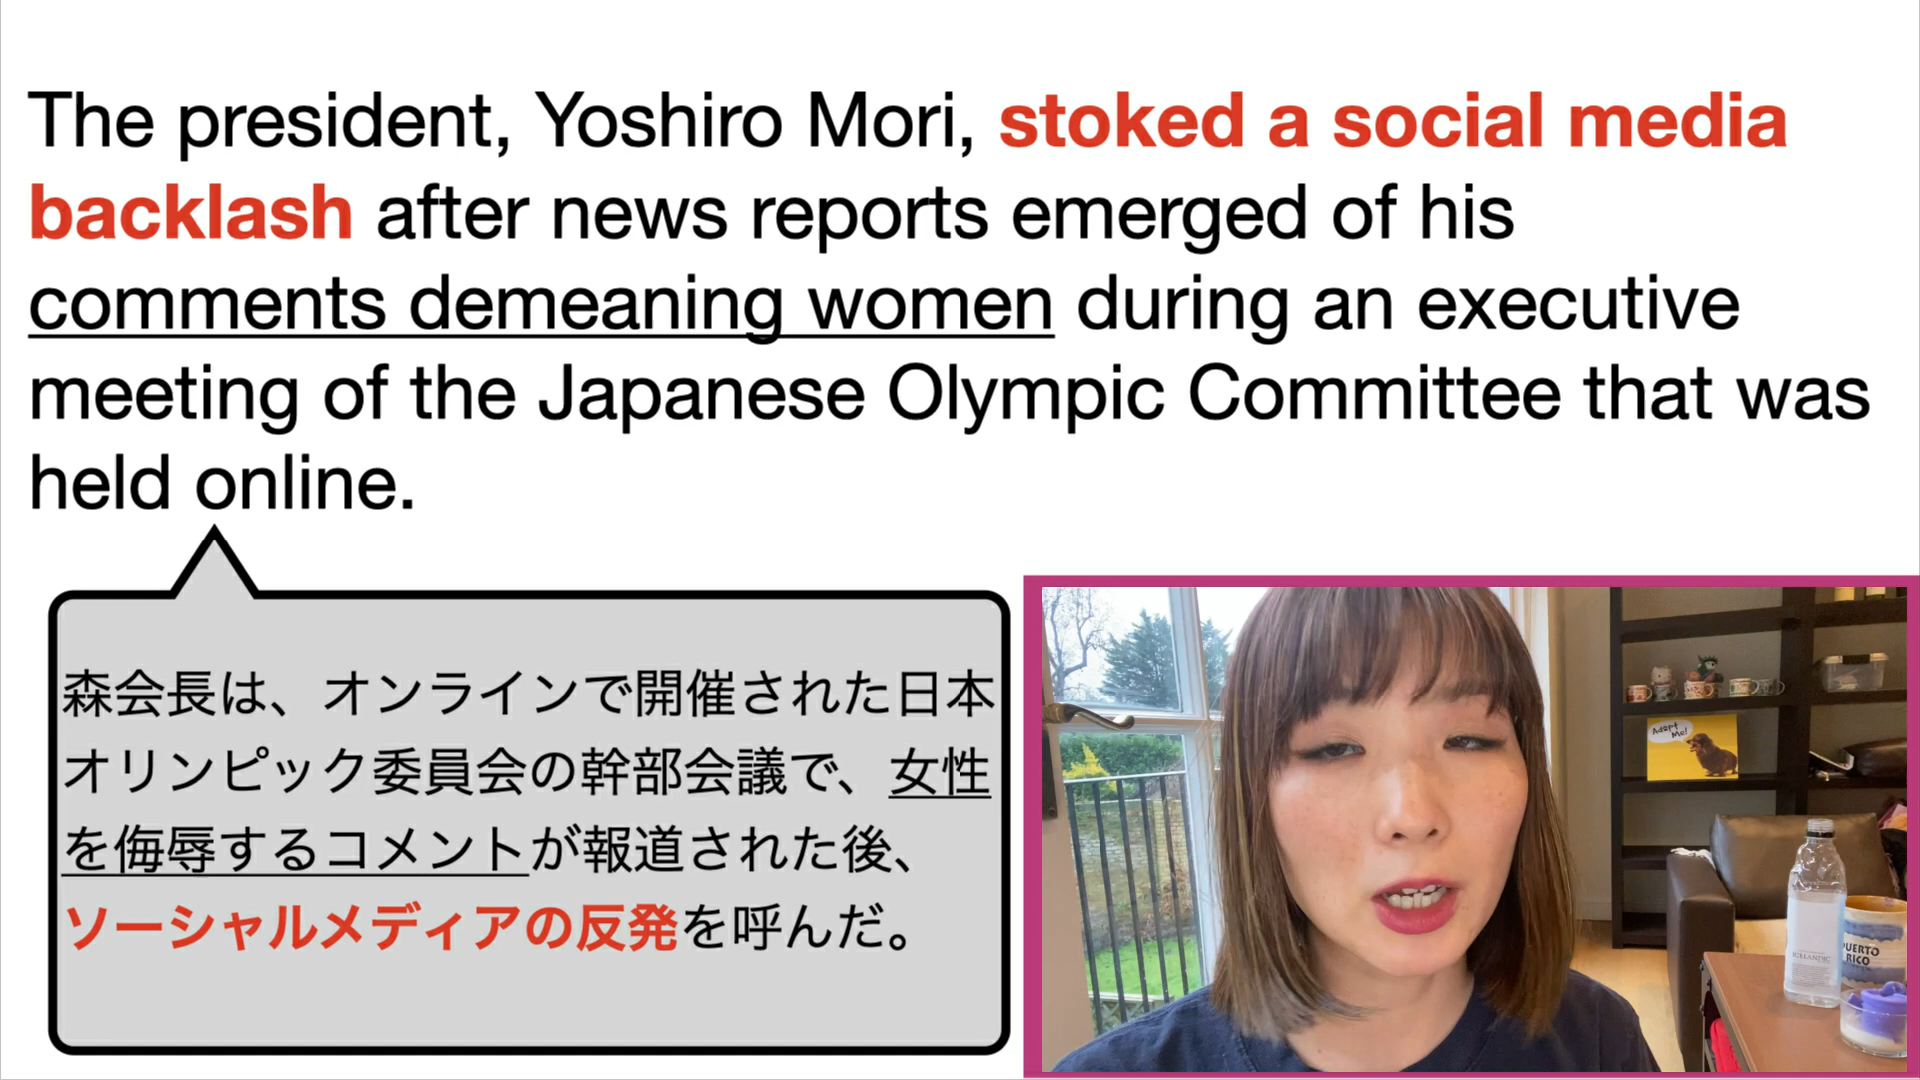 The president, Yoshiro Mori, stoked a social media
backlash after news reports emerged of his
comments demeaning women during an executive
meeting of the Japanese Olympic Committee that was
held online.
森会長は、オンラインで開催された日本
オリンピック委員会の幹部会議で、女性
を侮辱するコメントが報道された後、
ソーシャルメディアの反発を呼んだ。
Adopt
Me!
ICELANDIC
PUERTO
RICO